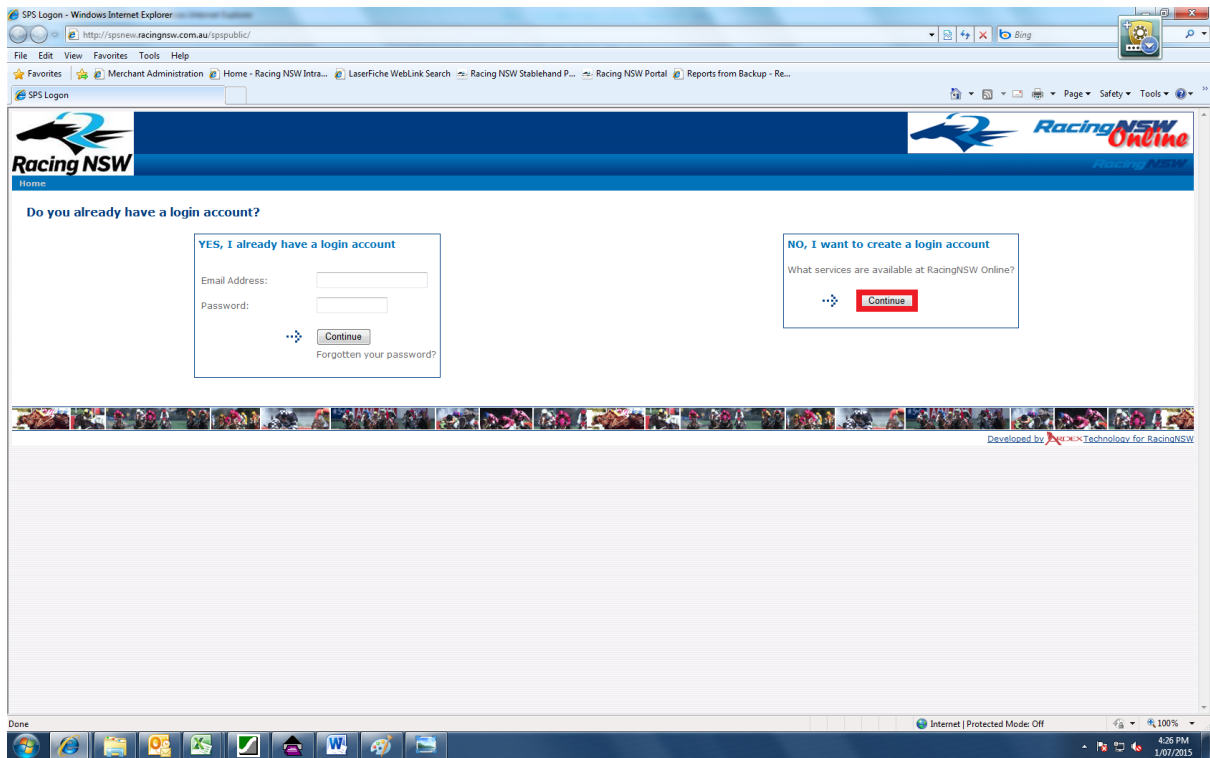 SPS Logon - Windows Internet Explorer
http://spsnew.racingnsw.com.au/spspublic/
Bing
File Edit View Favorites Tools Help
Favorites Merchant Administration Home - Racing NSW Intra... LaserFiche WebLink Search Racing NSW Stablehand P... Racing NSW Portal Reports from Backup - Re...
SPS Logon
Page Safety Tools
Racing NSW
RacingNSW Online
RacingNSW
Home
Do you already have a login account?
YES, I already have a login account
Email Address:
Password:
Continue
Forgotten your password?
NO, I want to create a login account
What services are available at RacingNSW Online?
Continue
Developed by ARDEX Technology for RacingNSW
Done
Internet | Protected Mode: Off
100%
4:26 PM
1/07/2015